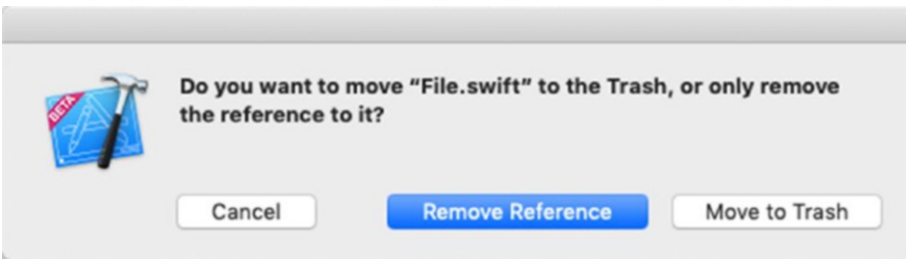 BETA
Do you want to move “File.swift” to the Trash, or only remove
the reference to it?
Cancel
Remove Reference
Move to Trash